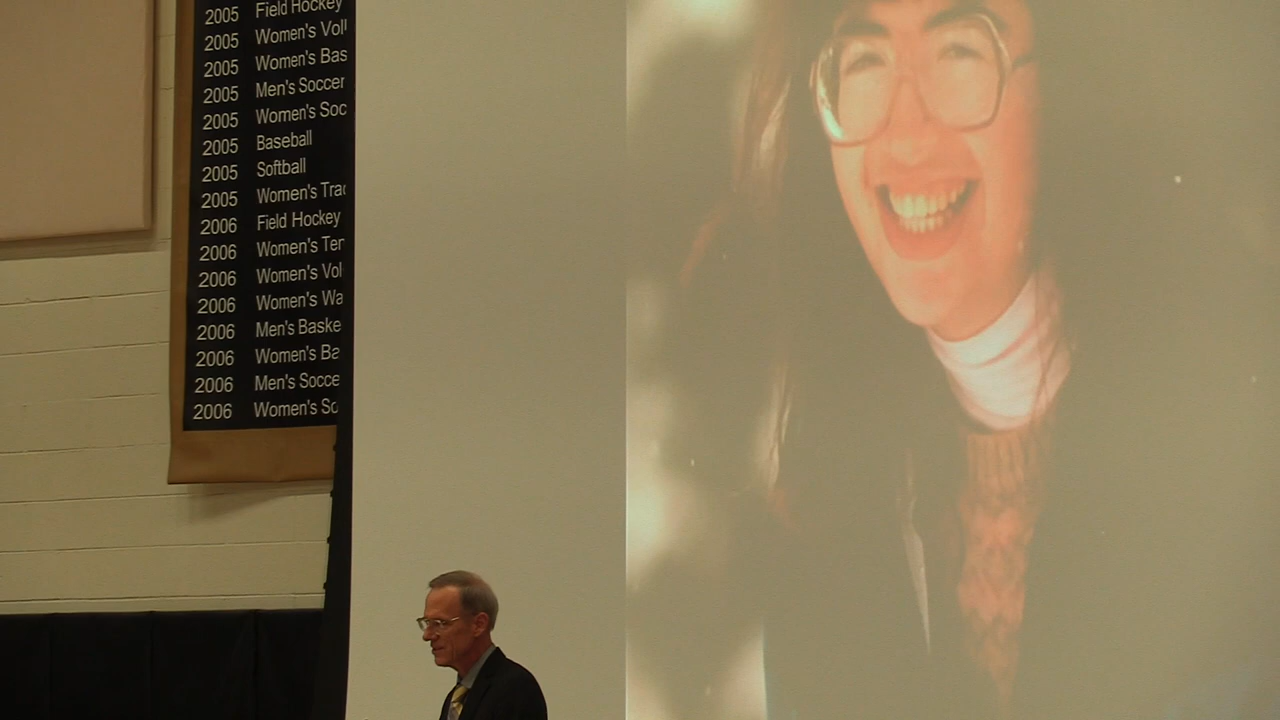 2005 Field Hockey
2005 Women's Vol
2005 Women's Bas
2005 Men's Soccer
2005 Women's Soc
2005 Baseball
2005 Softball
2005 Women's Trac
2006 Field Hockey
2006 Women's Ten
2006 Women's Vol
2006 Women's Wa
2006 Men's Baske
2006 Women's Ba
2006 Men's Socce
2006 Women's So